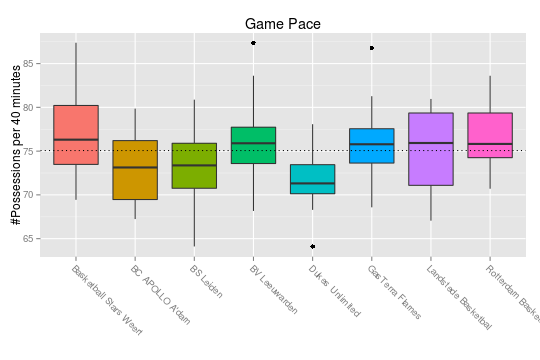 Game Pace
#Possessions per 40 minutes
85
80
75
70
65
Basketball Stars Weert
BC APOLLO A'dam
BS Leiden
BV Leeuwarden
Dukes Unlimited
GasTerra Flames
Landstede Basketbal
Rotterdam Basket